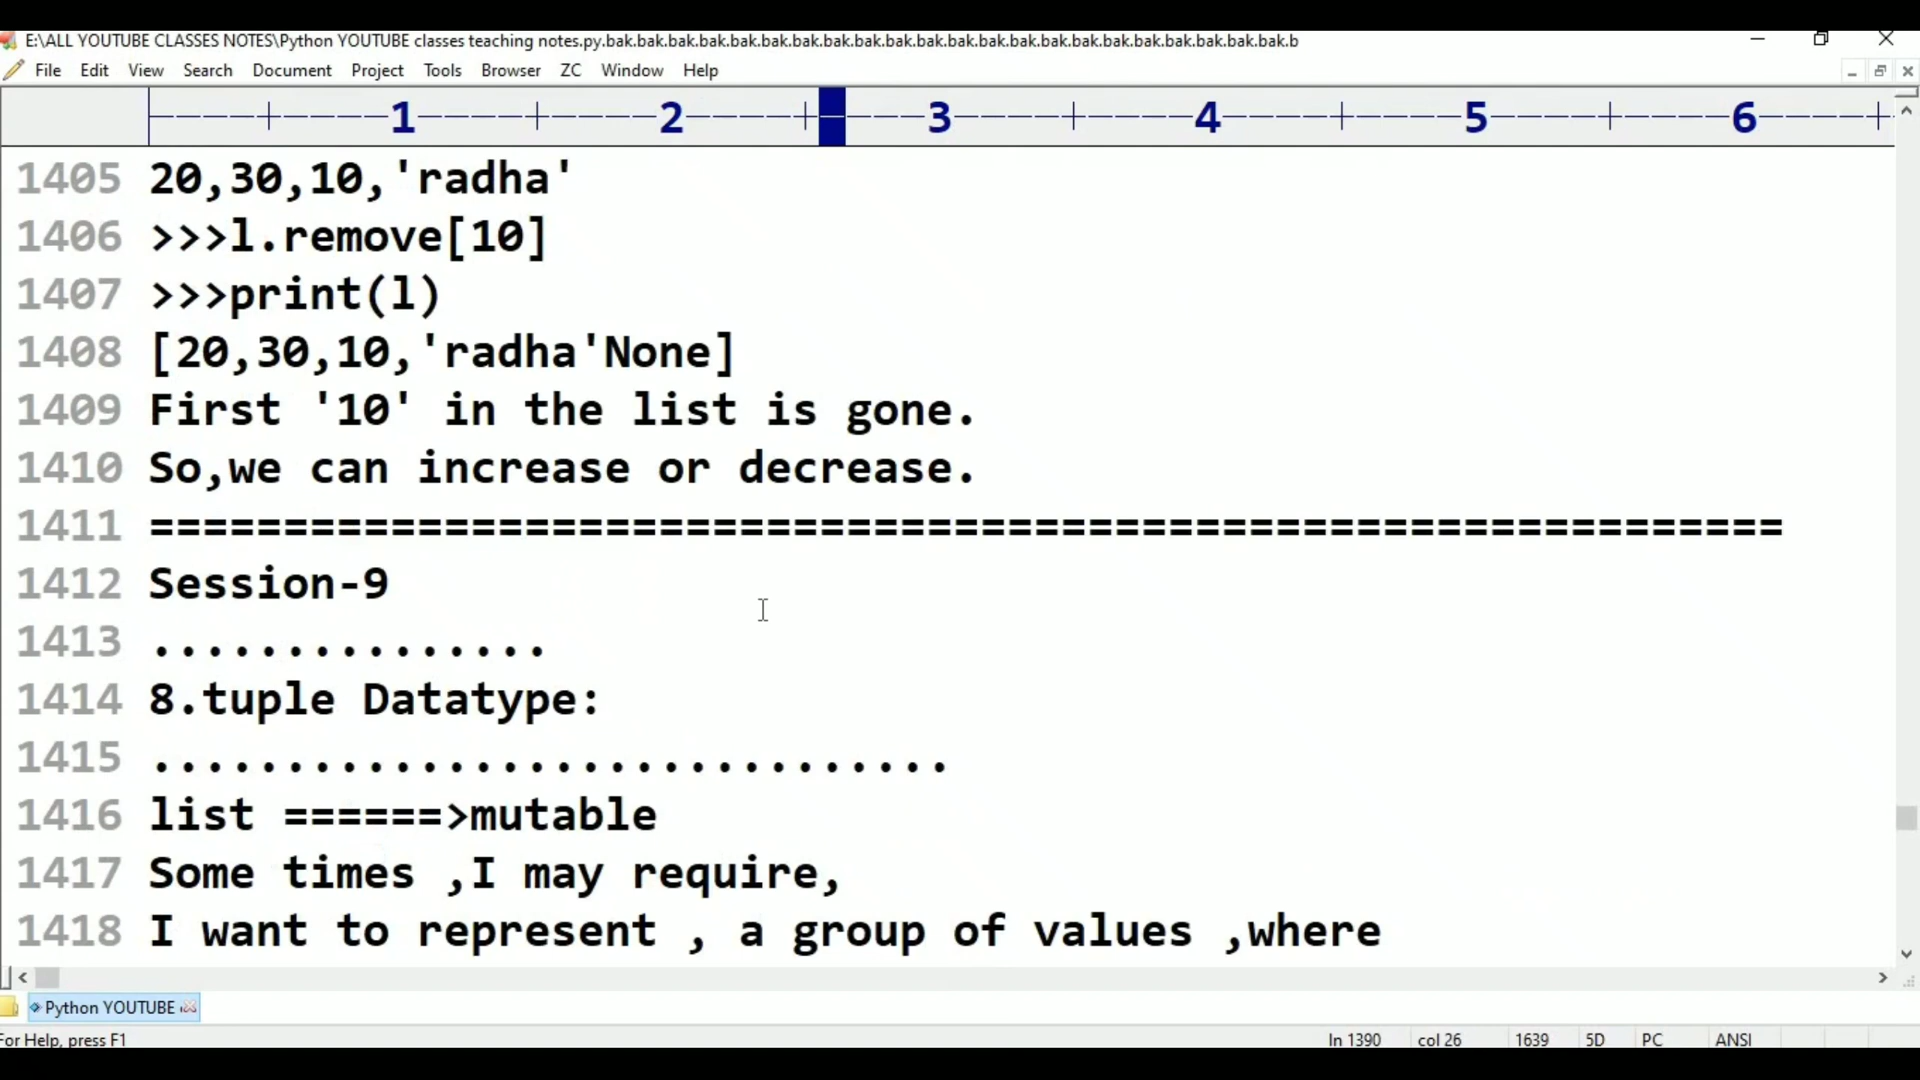 E:\ALL YOUTUBE CLASSES NOTES\Python YOUTUBE classes teaching notes.py.bak.bak.bak.bak.bak.bak.bak.bak.bak.bak.bak.bak.bak.bak.bak.bak.bak.bak.bak.bak.bak.bak.b
File Edit View Search Document Project Tools Browser ZC Window Help
1 2 3 4 5 6
1405 20,30,10,'radha'
1406 >>>l.remove[10]
1407 >>>print(l)
1408 [20,30,10,'radha'None]
1409 First '10' in the list is gone.
1410 So,we can increase or decrease.
1411 =============================================================
1412 Session-9
1413 ...............
1414 8.tuple Datatype:
1415 ..............................
1416 list ======>mutable
1417 Some times ,I may require,
1418 I want to represent , a group of values ,where
Python YOUTUBE
For Help, press F1 ln 1390 col 26 1639 5D PC ANSI